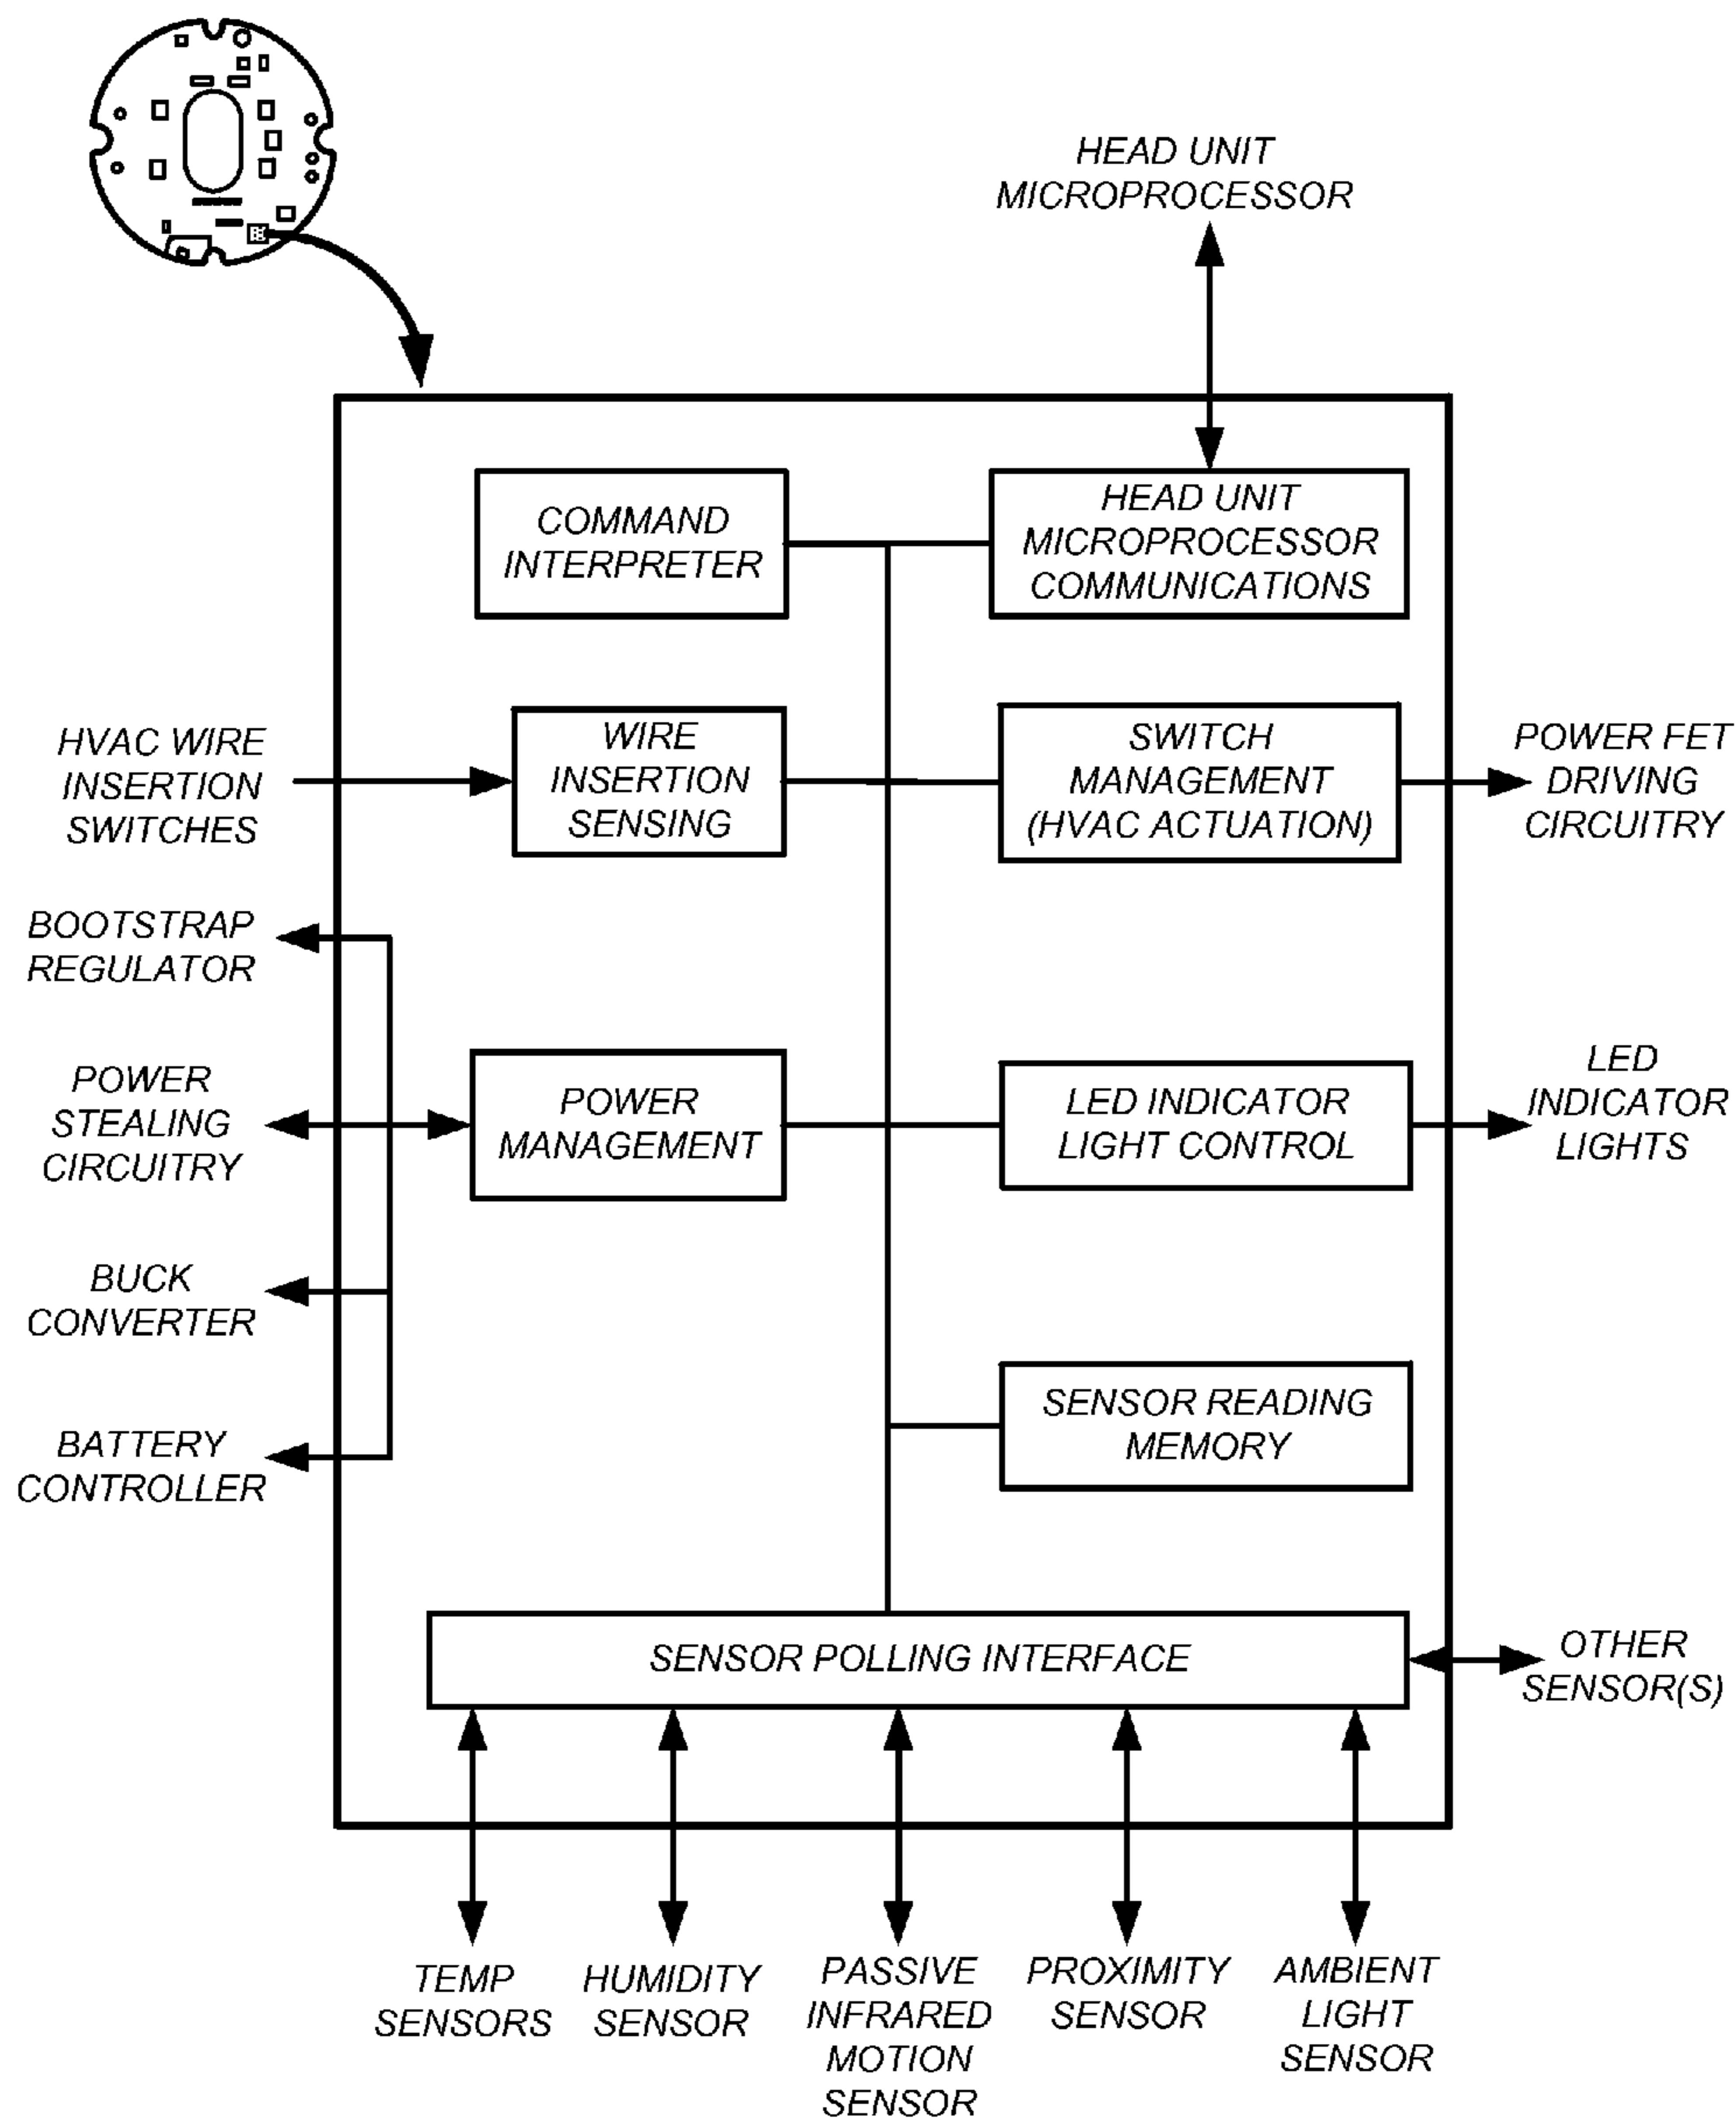 HEAD UNIT
MICROPROCESSOR
COMMAND
INTERPRETER
HEAD UNIT
MICROPROCESSOR
COMMUNICATIONS
HVAC WIRE
INSERTION
SWITCHES
WIRE
INSERTION
SENSING
SWITCH
MANAGEMENT
(HVAC ACTUATION)
POWER FET
DRIVING
CIRCUITRY
BOOTSTRAP
REGULATOR
POWER
STEALING
CIRCUITRY
POWER
MANAGEMENT
LED INDICATOR
LIGHT CONTROL
LED
INDICATOR
LIGHTS
BUCK
CONVERTER
BATTERY
CONTROLLER
SENSOR READING
MEMORY
SENSOR POLLING INTERFACE
OTHER
SENSOR(S)
TEMP
SENSORS
HUMIDITY
SENSOR
PASSIVE
INFRARED
MOTION
SENSOR
PROXIMITY
SENSOR
AMBIENT
LIGHT
SENSOR